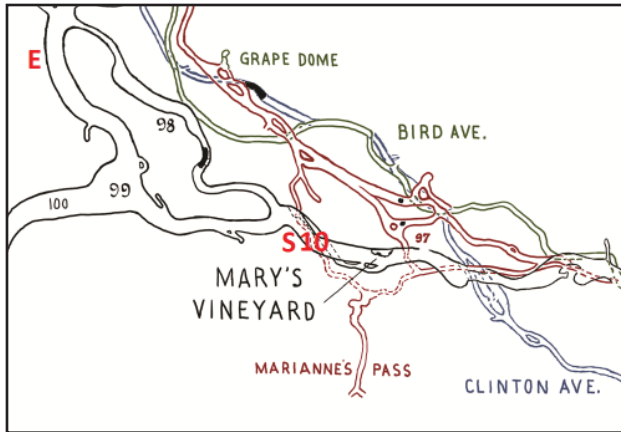 E
GRAPE DOME
BIRD AVE.
98
99
100
S10
97
MARY'S
VINEYARD
MARIANNE'S PASS
CLINTON AVE.